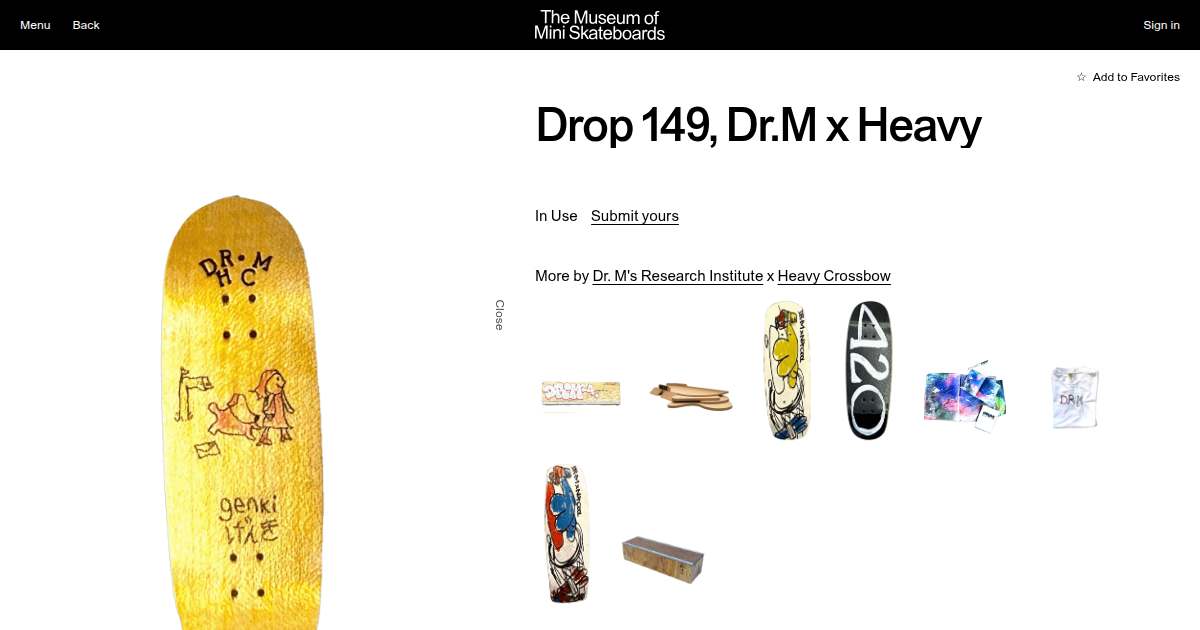 Menu
Back
The Museum of
Mini Skateboards
Sign in
☆ Add to Favorites
Drop 149, Dr.M x Heavy
In Use Submit yours
More by Dr. M's Research Institute x Heavy Crossbow
Close
DR•M
HC
genki
げんき
420
DRM